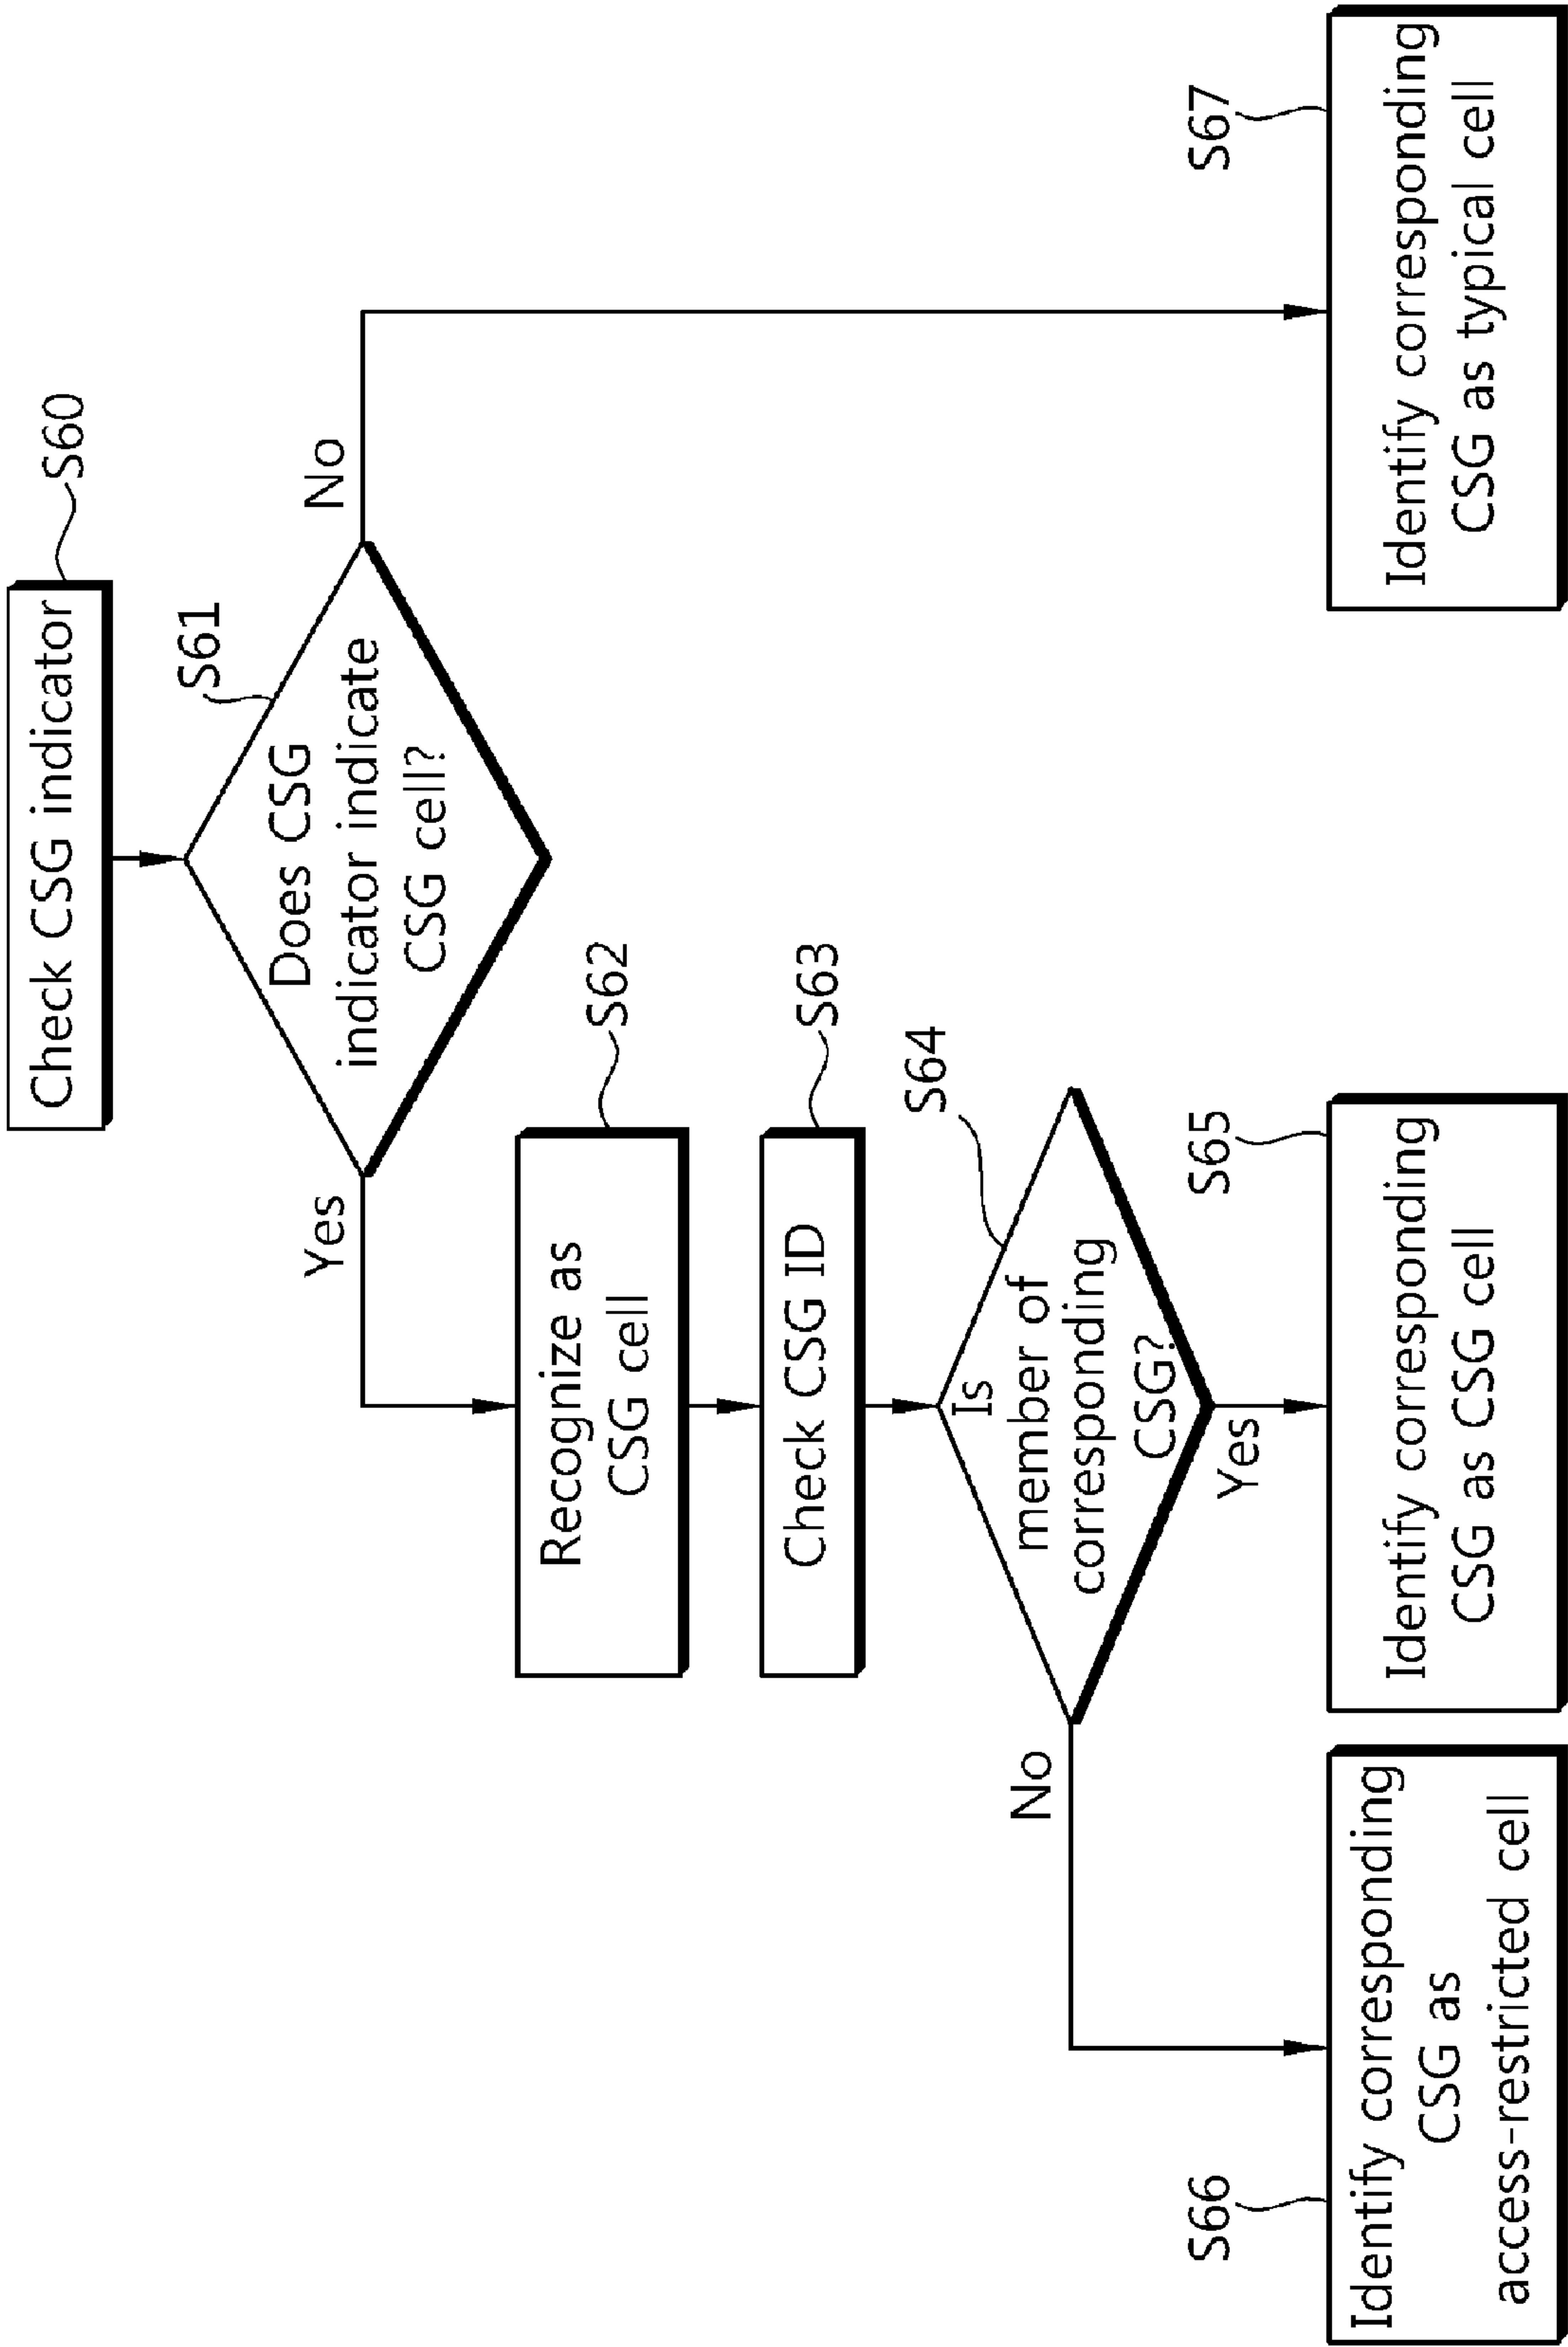 Check CSG indicator
S60
Does CSG
indicator indicate
CSG cell?
S61
Yes
No
Recognize as
CSG cell
S62
Check CSG ID
S63
Is
member of
corresponding
CSG?
S64
No
Yes
S66
Identify corresponding
CSG as
access-restricted cell
S65
Identify corresponding
CSG as CSG cell
S67
Identify corresponding
CSG as typical cell